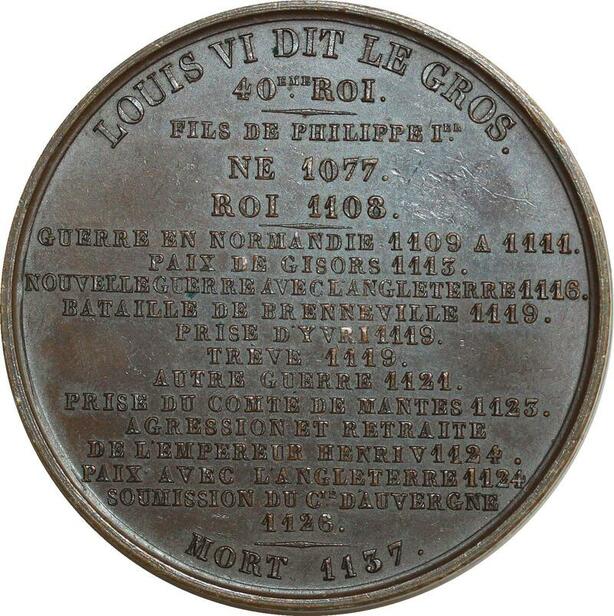 LOUIS VI DIT LE GROS.
40EME ROI.
FILS DE PHILIPPE IER
NE 1077.
ROI 1108.
GUERRE EN NORMANDIE 1109 A 1111.
PAIX DE GISORS 1113.
NOUVELLE GUERRE AVEC L'ANGLETERRE 1116.
BATAILLE DE BRENNEVILLE 1119.
PRISE D'YVRI 1119.
TREVE 1119.
AUTRE GUERRE 1121.
PRISE DU COMTE DE MANTES 1123.
AGRESSION ET RETRAITE
DE L'EMPEREUR HENRI V 1124.
PAIX AVEC L'ANGLETERRE 1124
SOUMISSION DU CTE D'AUVERGNE
1126.
MORT 1137.